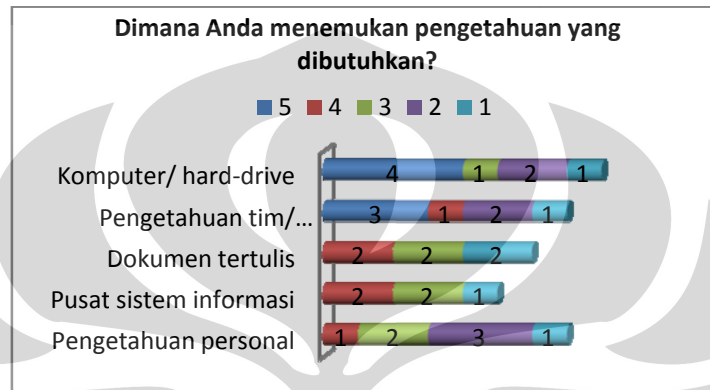 Dimana Anda menemukan pengetahuan yang
dibutuhkan?
5 4 3 2 1
Komputer/ hard-drive 4 1 2 1
Pengetahuan tim/... 3 1 2 1
Dokumen tertulis 2 2 2
Pusat sistem informasi 2 2 1
Pengetahuan personal 1 2 3 1